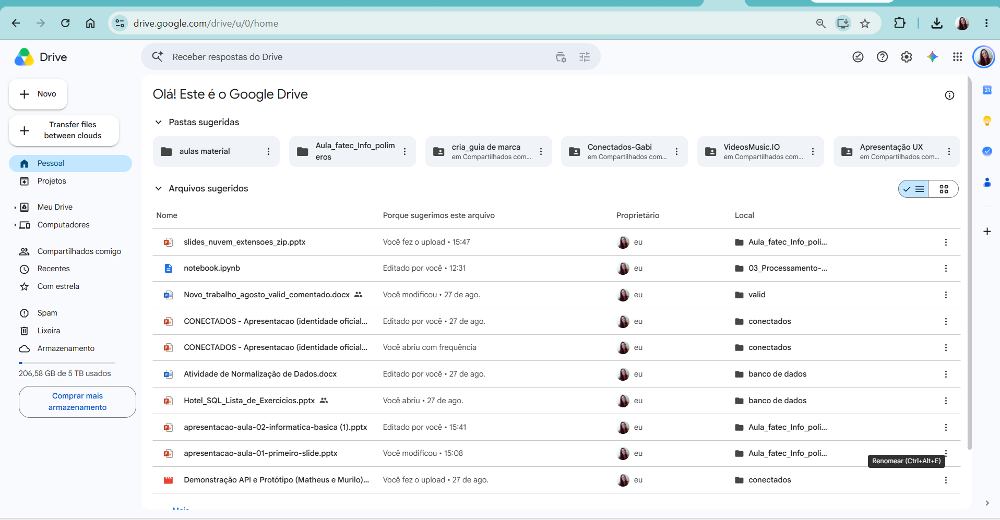 drive.google.com/drive/u/0/home
Drive
Receber respostas do Drive
Novo
Transfer files
between clouds
Pessoal
Projetos
Meu Drive
Computadores
Compartilhados comigo
Recentes
Com estrela
Spam
Lixeira
Armazenamento
206,58 GB de 5 TB usados
Comprar mais
armazenamento
Olá! Este é o Google Drive
Pastas sugeridas
aulas material
Aula_fatec_Info_polim
eros
cria_guia de marca
em Compartilhados com...
Conectados-Gabi
em Compartilhados com...
VideosMusic.IO
em Compartilhados com...
Apresentação UX
em Compartilhados com...
Arquivos sugeridos
Nome Porque sugerimos este arquivo Proprietário Local
slides_nuvem_extensoes_zip.pptx Você fez o upload • 15:47 eu Aula_fatec_Info_poli...
notebook.ipynb Editado por você • 12:31 eu 03_Processamento-...
Novo_trabalho_agosto_valid_comentado.docx Você modificou • 27 de ago. eu valid
CONECTADOS - Apresentacao (identidade oficial... Editado por você • 27 de ago. eu conectados
CONECTADOS - Apresentacao (identidade oficial... Você abriu com frequência eu conectados
Atividade de Normalização de Dados.docx Editado por você • 27 de ago. eu banco de dados
Hotel_SQL_Lista_de_Exercicios.pptx Você abriu • 27 de ago. eu banco de dados
apresentacao-aula-02-informatica-basica (1).pptx Editado por você • 15:41 eu Aula_fatec_Info_poli...
apresentacao-aula-01-primeiro-slide.pptx Você modificou • 15:08 eu Aula_fatec_Info_poli...
Renomear (Ctrl+Alt+E)
Demonstração API e Protótipo (Matheus e Murilo)... Você fez o upload • 27 de ago. eu conectados
31